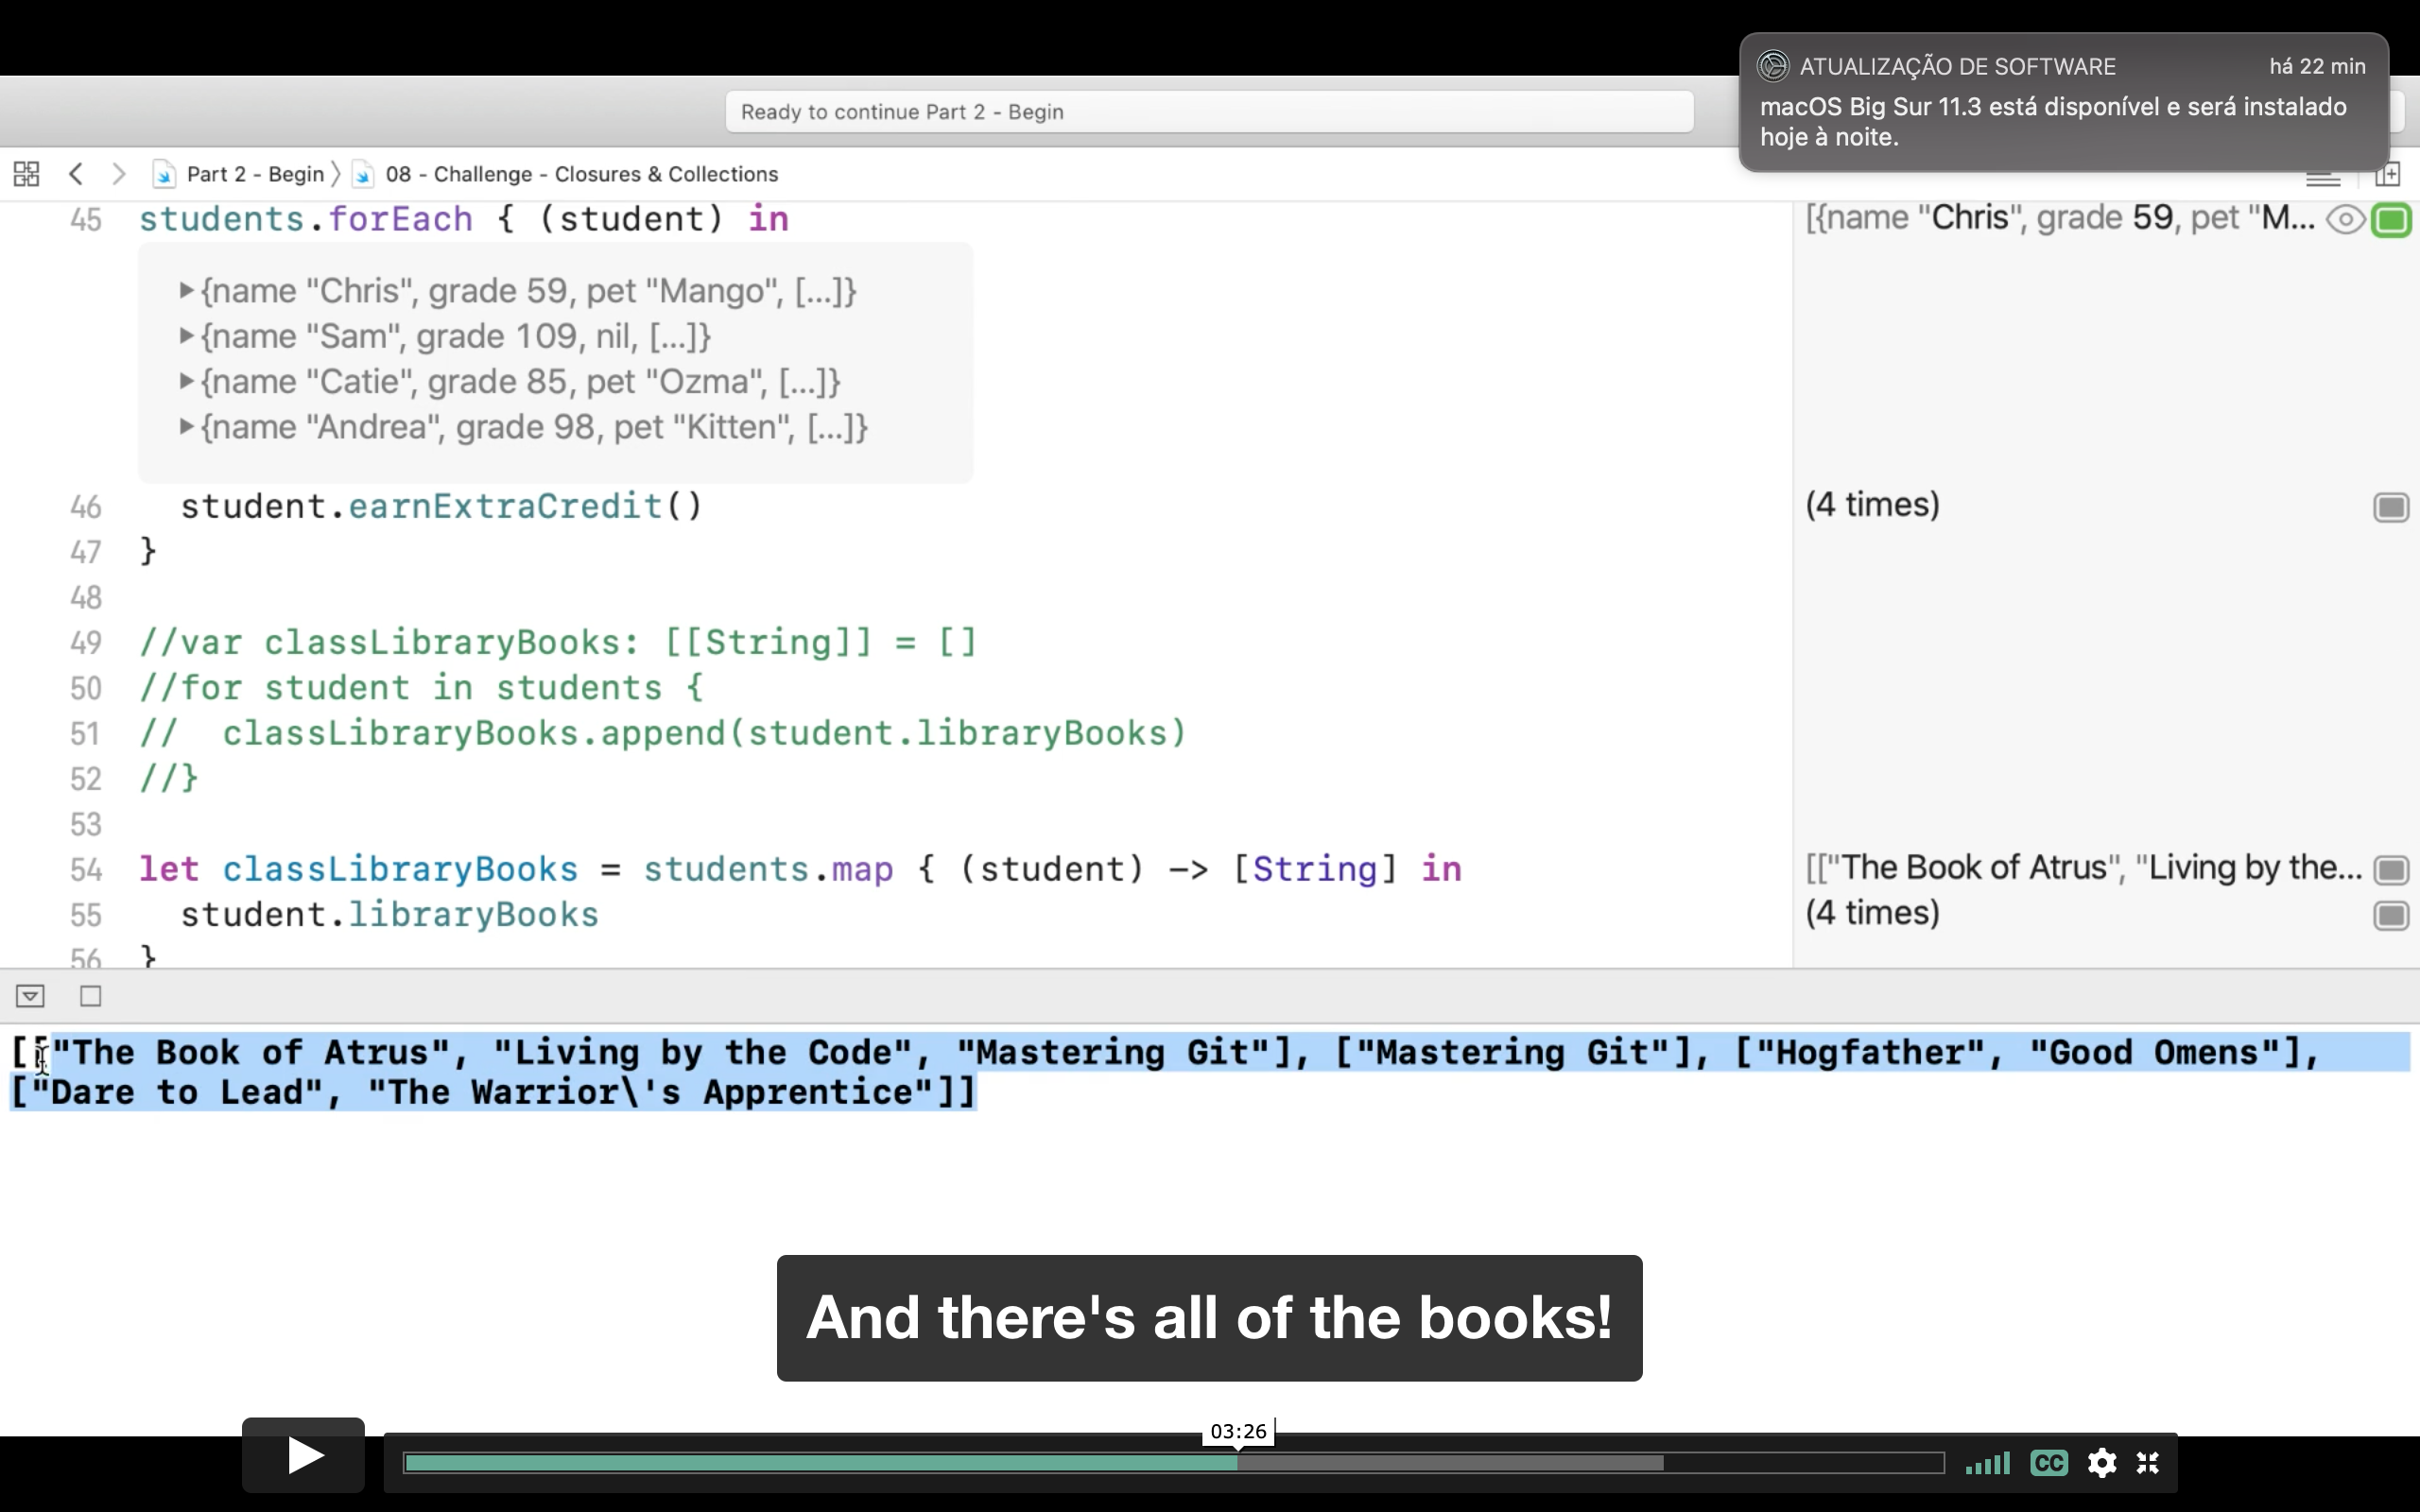 ATUALIZAÇÃO DE SOFTWARE há 22 min
macOS Big Sur 11.3 está disponível e será instalado
hoje à noite.
Ready to continue Part 2 - Begin
Part 2 - Begin 08 - Challenge - Closures & Collections
45 students.forEach { (student) in [{name "Chris", grade 59, pet "M...
{name "Chris", grade 59, pet "Mango", [...]}
{name "Sam", grade 109, nil, [...]}
{name "Catie", grade 85, pet "Ozma", [...]}
{name "Andrea", grade 98, pet "Kitten", [...]}
46 student.earnExtraCredit() (4 times)
47 }
48
49 //var classLibraryBooks: [[String]] = []
50 //for student in students {
51 //  classLibraryBooks.append(student.libraryBooks)
52 //}
53
54 let classLibraryBooks = students.map { (student) -> [String] in [["The Book of Atrus", "Living by the...
55 student.libraryBooks (4 times)
56 }
[["The Book of Atrus", "Living by the Code", "Mastering Git"], ["Mastering Git"], ["Hogfather", "Good Omens"],
["Dare to Lead", "The Warrior\'s Apprentice"]]
And there's all of the books!
03:26
CC